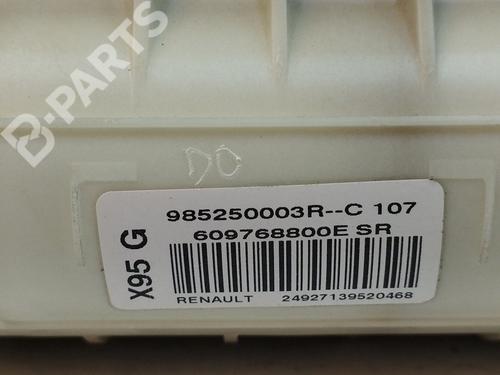 B-PARTS
DO
985250003R--C 107
609768800E SR
X95 G
RENAULT 24927139520468